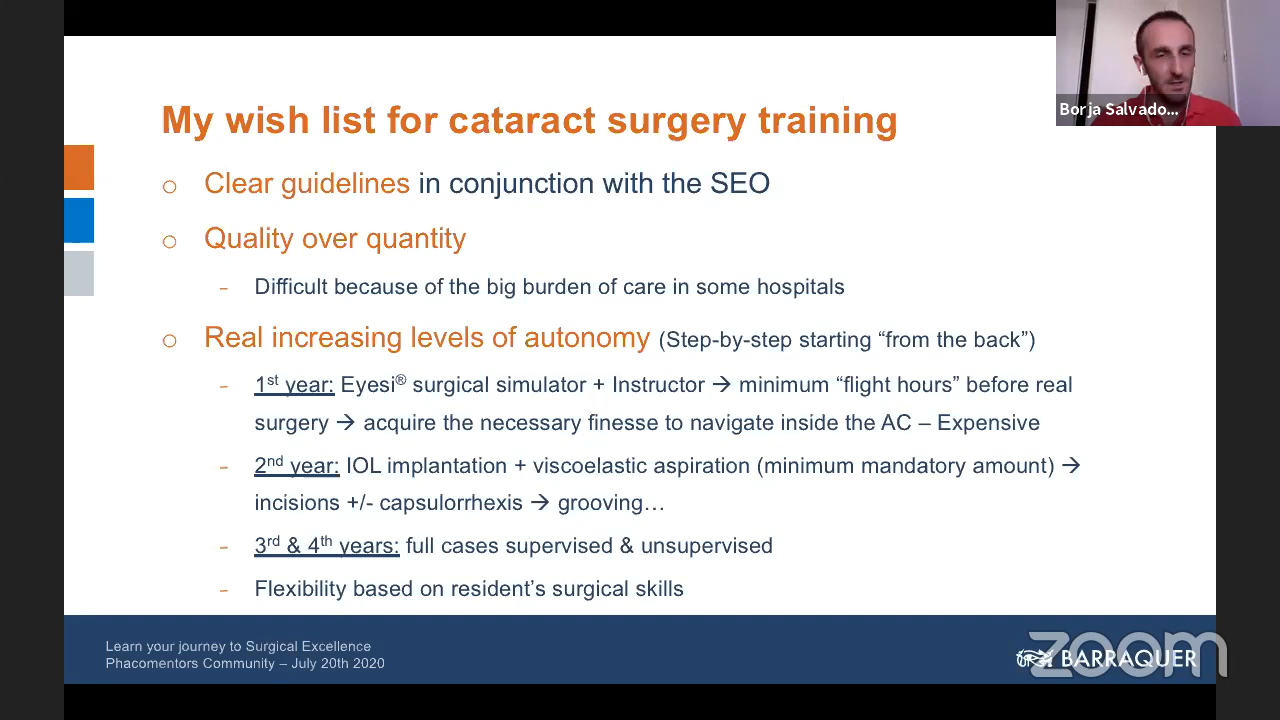 Borja Salvado...
My wish list for cataract surgery training
o Clear guidelines in conjunction with the SEO
o Quality over quantity
- Difficult because of the big burden of care in some hospitals
o Real increasing levels of autonomy (Step-by-step starting “from the back”)
- 1st year: Eyesi® surgical simulator + Instructor → minimum “flight hours” before real
surgery → acquire the necessary finesse to navigate inside the AC – Expensive
- 2nd year: IOL implantation + viscoelastic aspiration (minimum mandatory amount) →
incisions +/- capsulorrhexis → grooving…
- 3rd & 4th years: full cases supervised & unsupervised
- Flexibility based on resident’s surgical skills
Learn your journey to Surgical Excellence
Phacomentors Community – July 20th 2020
BARRAQUER
zoom